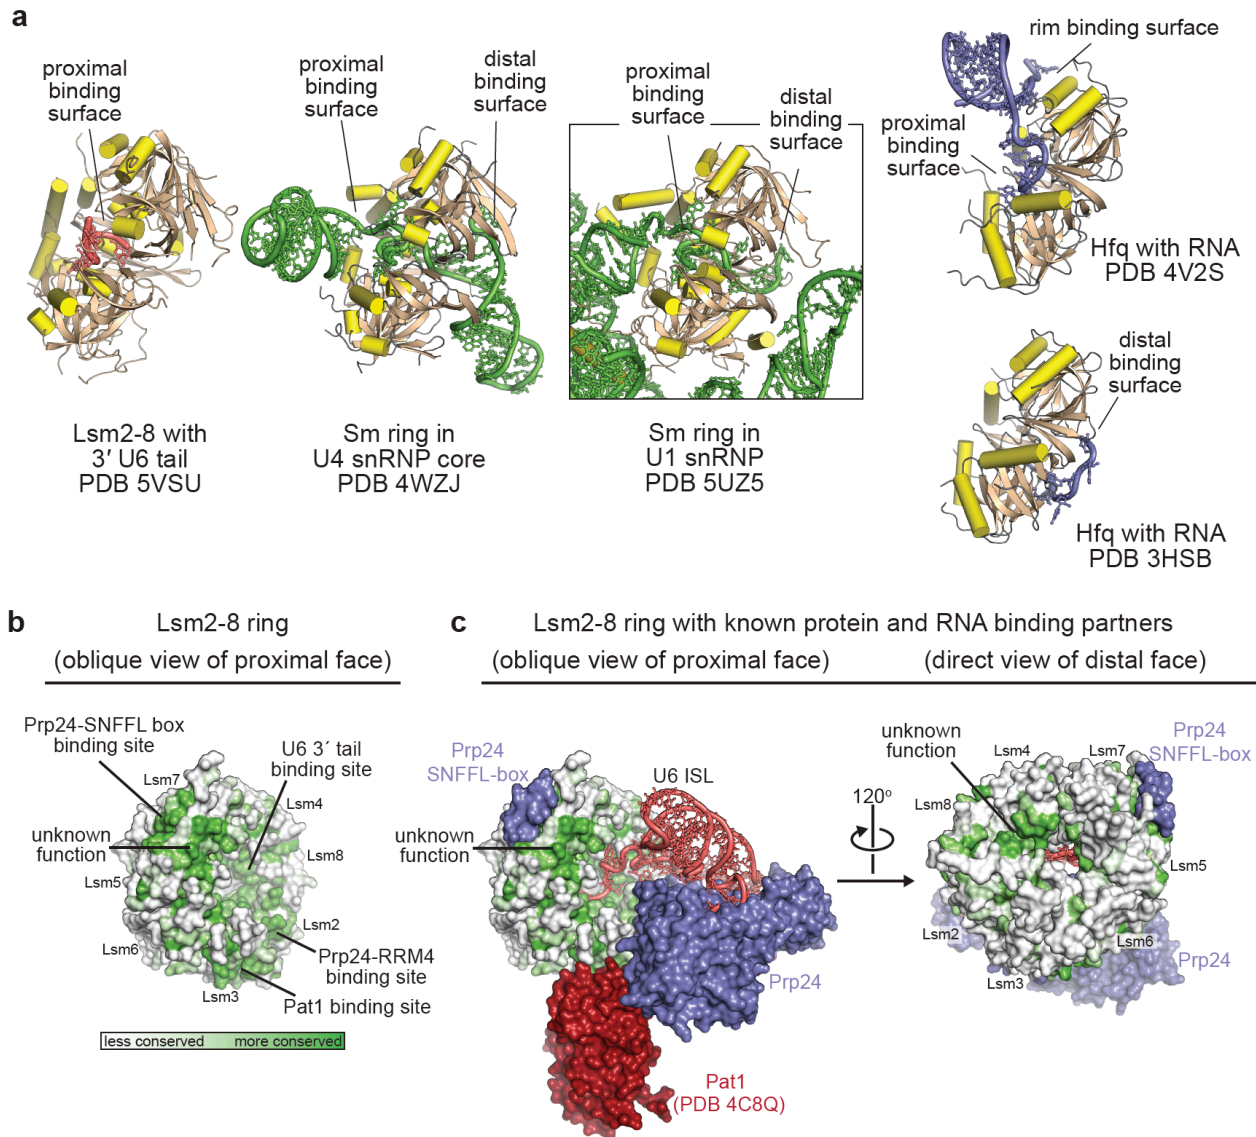 a
proximal
binding
surface
proximal
binding
surface
distal
binding
surface
proximal
binding
surface
distal
binding
surface
rim binding surface
proximal
binding
surface
Hfq with RNA
PDB 4V2S
distal
binding
surface
Hfq with RNA
PDB 3HSB
Lsm2-8 with
3′ U6 tail
PDB 5VSU
Sm ring in
U4 snRNP core
PDB 4WZJ
Sm ring in
U1 snRNP
PDB 5UZ5
b
Lsm2-8 ring
(oblique view of proximal face)
Prp24-SNFFL box
binding site
U6 3′ tail
binding site
Lsm7
Lsm4
unknown
function
Lsm8
Lsm5
Lsm2
Lsm6
Prp24-RRM4
binding site
Lsm3
Pat1 binding site
less conserved more conserved
c
Lsm2-8 ring with known protein and RNA binding partners
(oblique view of proximal face)
(direct view of distal face)
Prp24
SNFFL-box
U6 ISL
unknown
function
Prp24
Pat1
(PDB 4C8Q)
120o
unknown
function
Lsm4
Lsm7
Prp24
SNFFL-box
Lsm8
Lsm5
Lsm2
Lsm6
Lsm3
Prp24